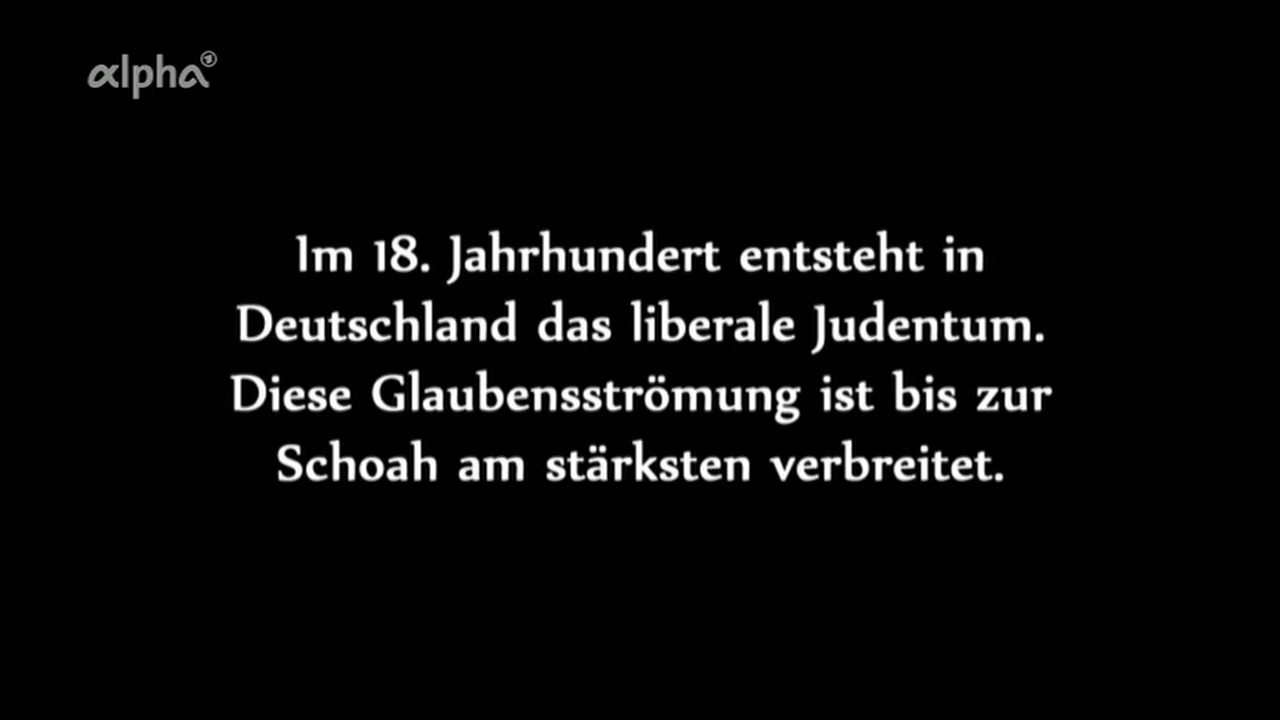 alpha
Im 18. Jahrhundert entsteht in
Deutschland das liberale Judentum.
Diese Glaubensströmung ist bis zur
Schoah am stärksten verbreitet.